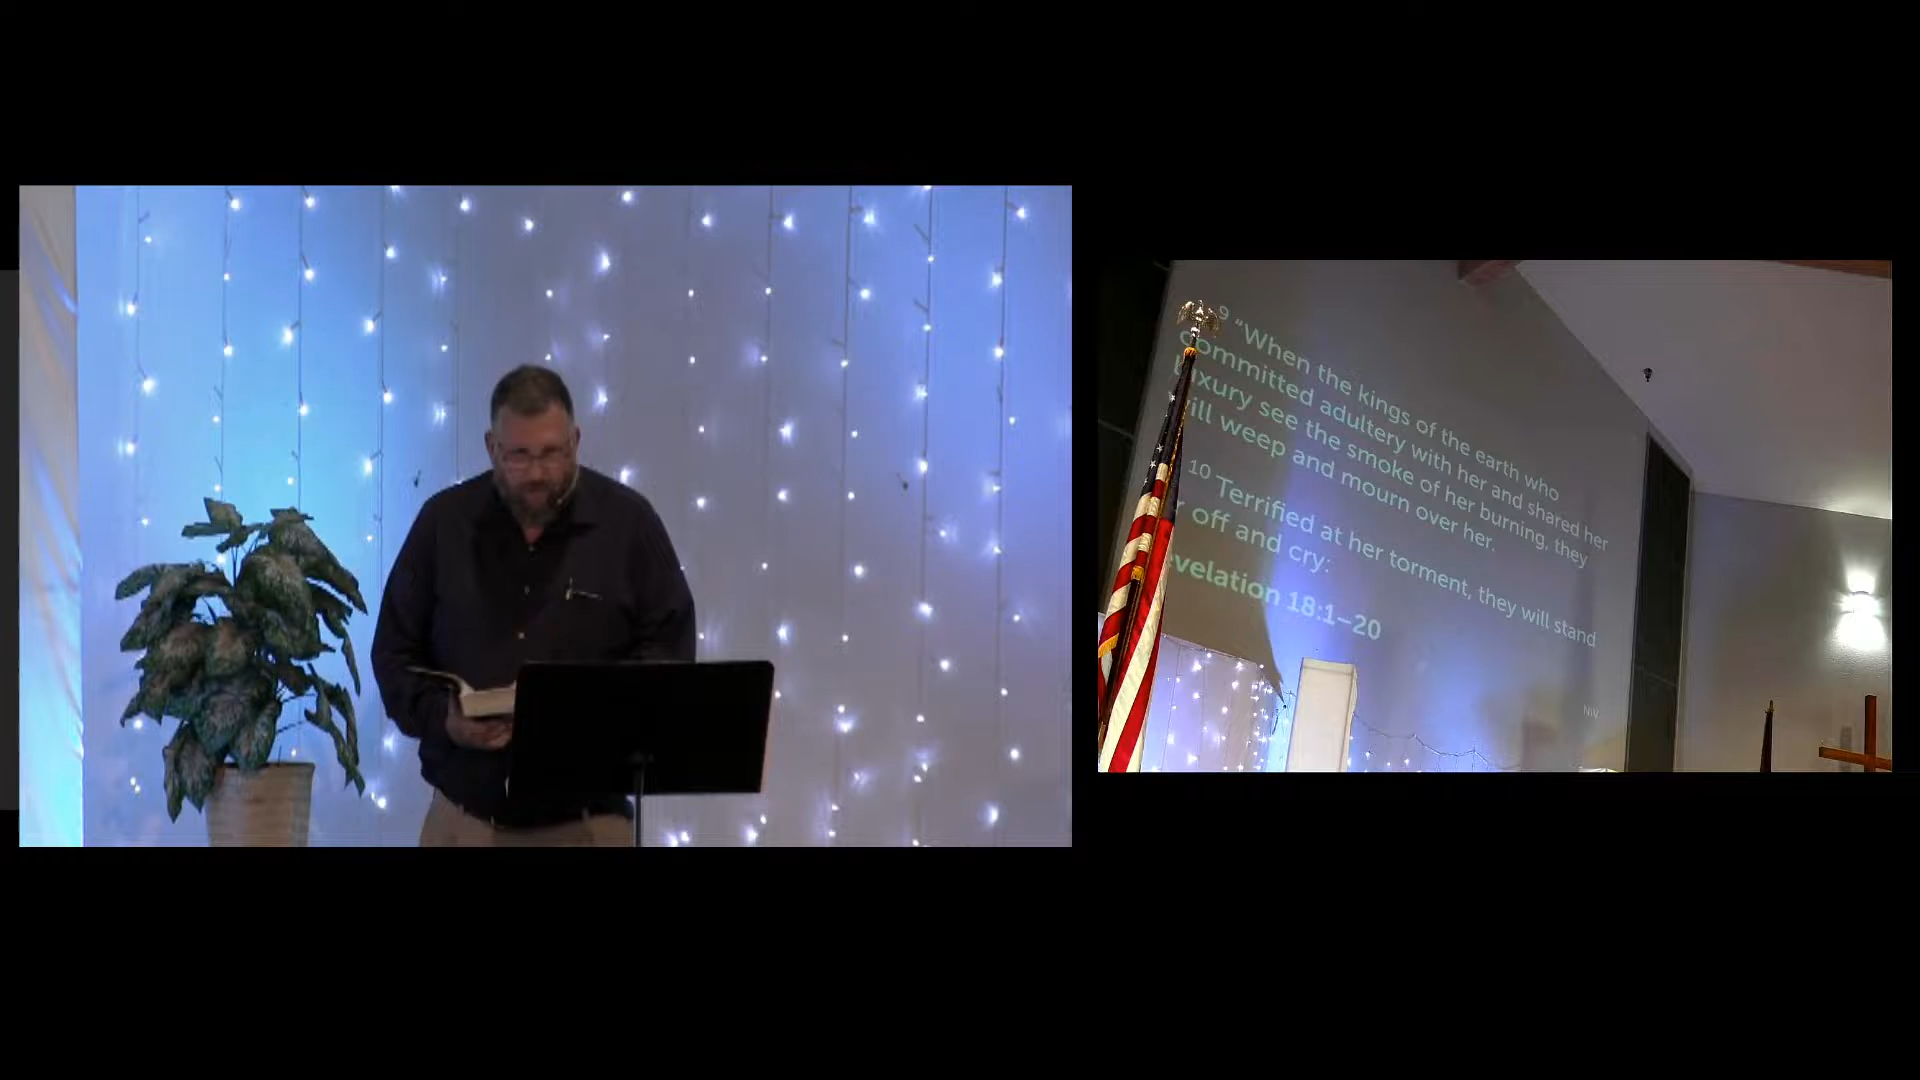 9 “When the kings of the earth who
committed adultery with her and shared her
luxury see the smoke of her burning, they
ill weep and mourn over her.
10 Terrified at her torment, they will stand
r off and cry:
velation 18:1–20
NIV